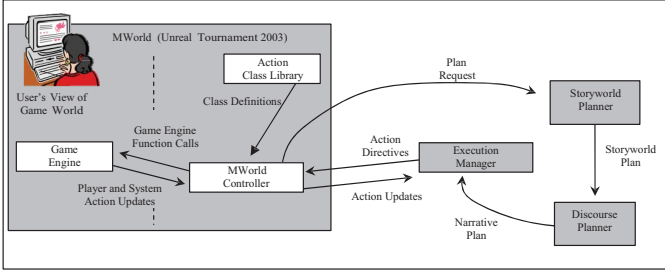 MWorld (Unreal Tournament 2003)
User's View of
Game World
Action
Class Library
Class Definitions
Plan
Request
Storyworld
Planner
Storyworld
Plan
Game Engine
Function Calls
Game
Engine
MWorld
Controller
Player and System
Action Updates
Action
Directives
Execution
Manager
Action Updates
Narrative
Plan
Discourse
Planner